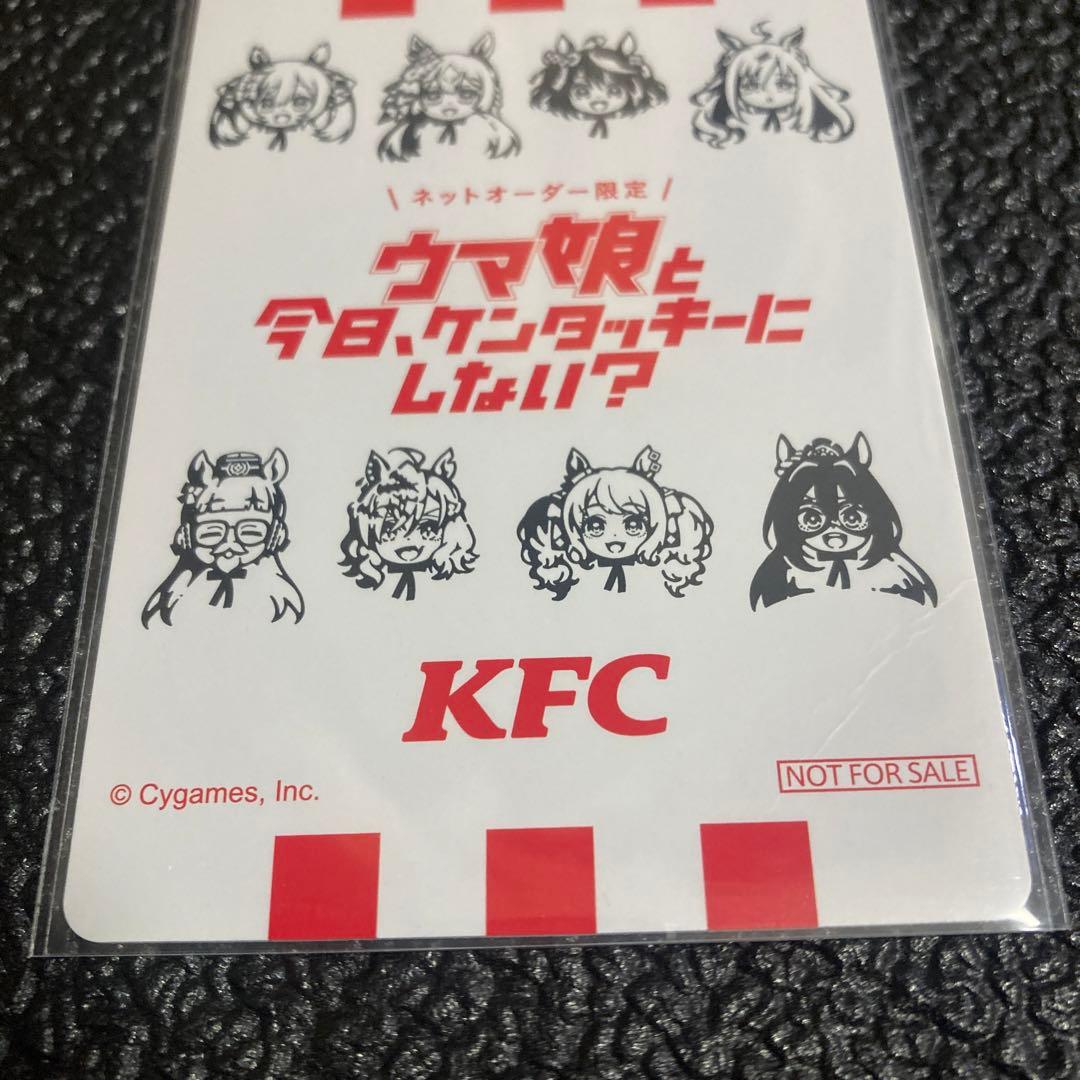 \ ネットオーダー限定 /
ウマ娘と
今日、ケンタッキーに
しない?
KFC
© Cygames, Inc.
NOT FOR SALE